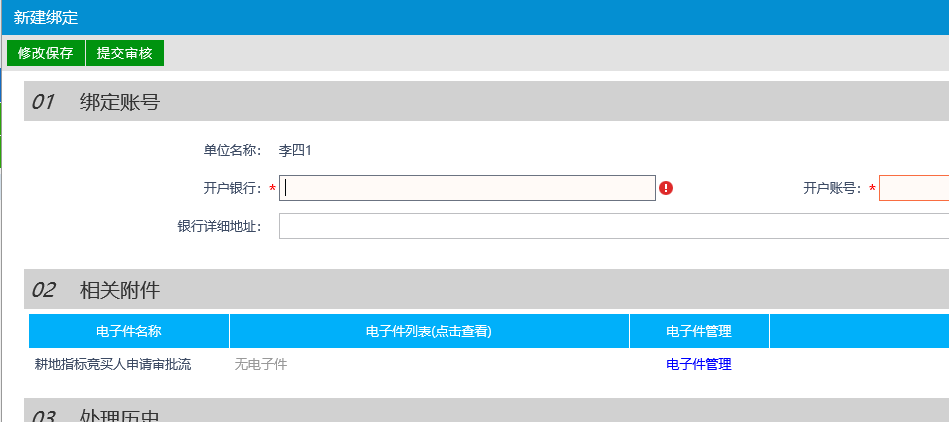 新建绑定
修改保存 提交审核
01 绑定账号
单位名称： 李四1
开户银行： * 开户账号： *
银行详细地址：
02 相关附件
电子件名称 电子件列表(点击查看) 电子件管理
耕地指标竞买人申请审批流 无电子件 电子件管理
03 处理历史